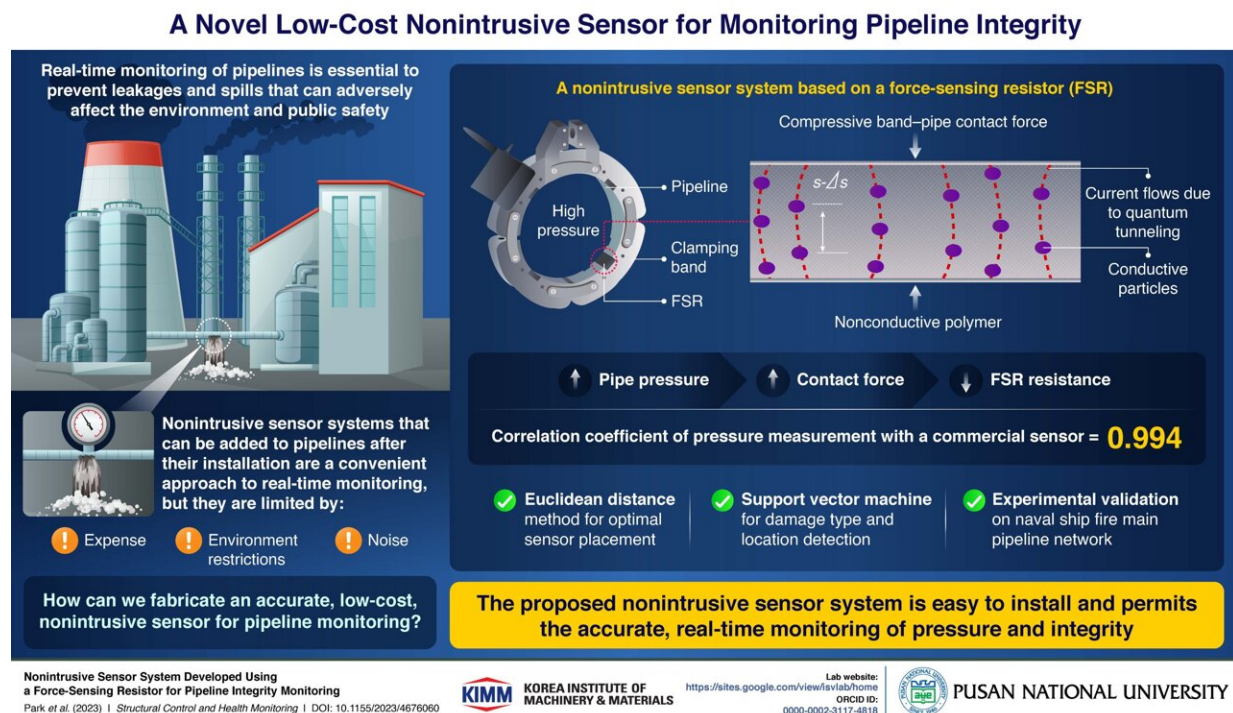 A Novel Low-Cost Nonintrusive Sensor for Monitoring Pipeline Integrity
Real-time monitoring of pipelines is essential to
prevent leakages and spills that can adversely
affect the environment and public safety
Nonintrusive sensor systems that
can be added to pipelines after
their installation are a convenient
approach to real-time monitoring,
but they are limited by:
Expense
Environment
restrictions
Noise
How can we fabricate an accurate, low-cost,
nonintrusive sensor for pipeline monitoring?
A nonintrusive sensor system based on a force-sensing resistor (FSR)
High
pressure
Pipeline
Clamping
band
FSR
Compressive band–pipe contact force
s-⊿s
Current flows due
to quantum
tunneling
Conductive
particles
Nonconductive polymer
Pipe pressure
Contact force
FSR resistance
Correlation coefficient of pressure measurement with a commercial sensor = 0.994
Euclidean distance
method for optimal
sensor placement
Support vector machine
for damage type and
location detection
Experimental validation
on naval ship fire main
pipeline network
The proposed nonintrusive sensor system is easy to install and permits
the accurate, real-time monitoring of pressure and integrity
Nonintrusive Sensor System Developed Using
a Force-Sensing Resistor for Pipeline Integrity Monitoring
Park et al. (2023) | Structural Control and Health Monitoring | DOI: 10.1155/2023/4676060
KIMM
KOREA INSTITUTE OF
MACHINERY & MATERIALS
Lab website:
https://sites.google.com/view/isvlab/home
ORCID ID:
0000-0002-3117-4818
PUSAN NATIONAL UNIVERSITY